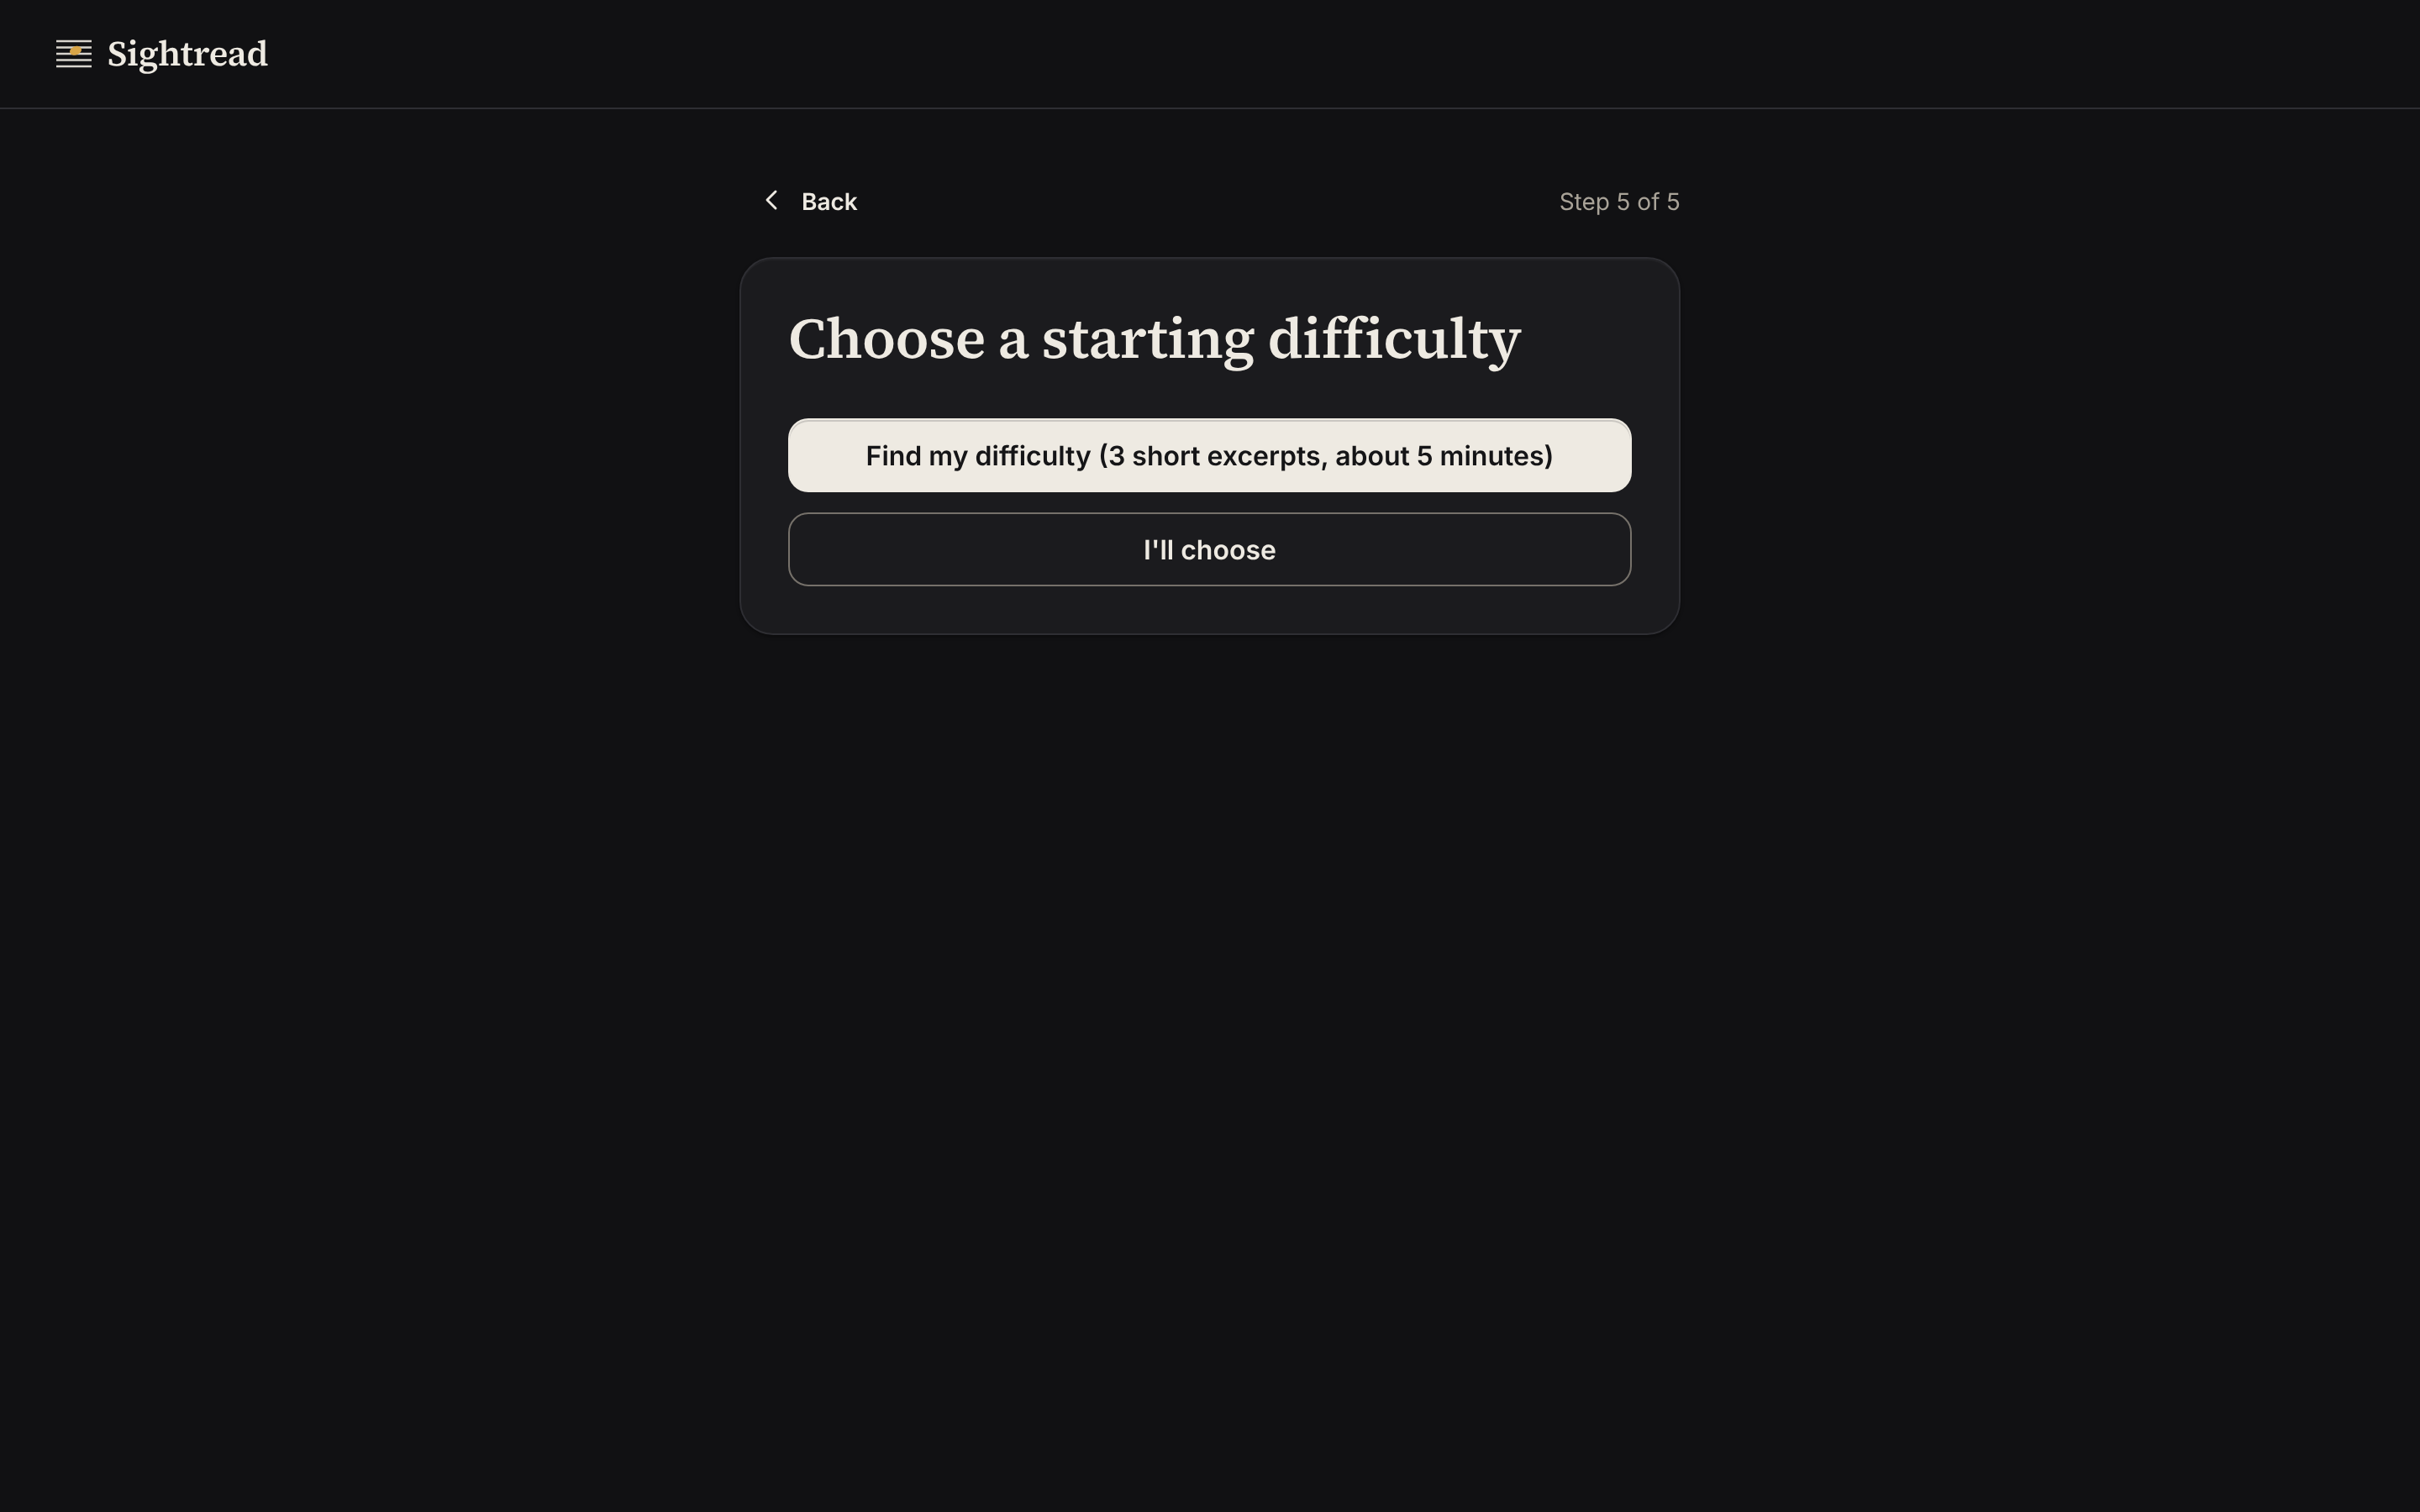 Sightread
Back
Step 5 of 5
Choose a starting difficulty
Find my difficulty (3 short excerpts, about 5 minutes)
I'll choose